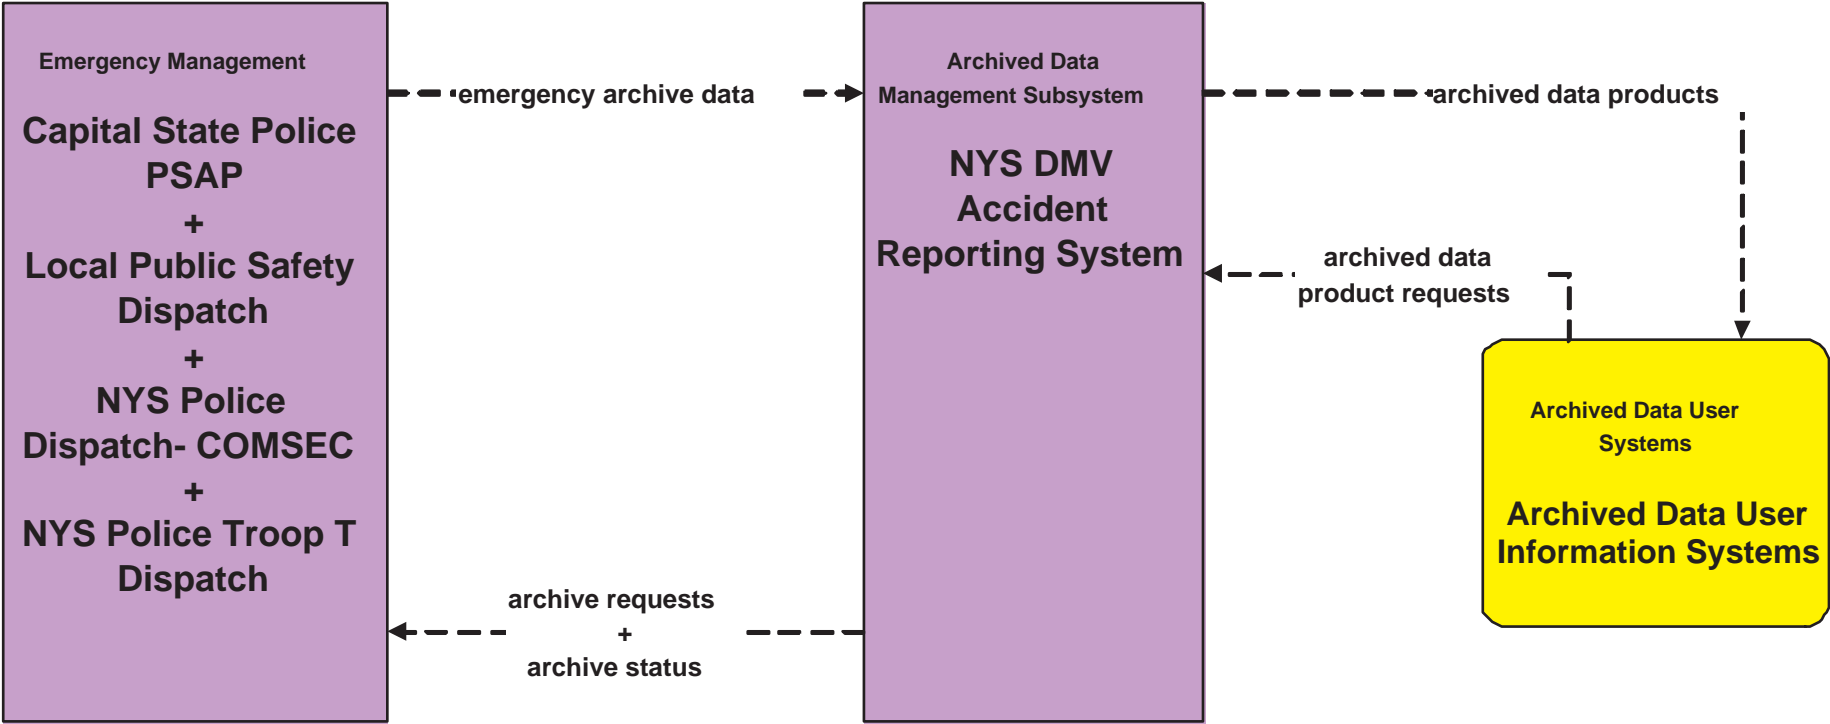 Emergency Management
Capital State Police
PSAP
+
Local Public Safety
Dispatch
+
NYS Police
Dispatch- COMSEC
+
NYS Police Troop T
Dispatch
emergency archive data
archive requests
+
archive status
Archived Data
Management Subsystem
NYS DMV
Accident
Reporting System
archived data products
archived data
product requests
Archived Data User
Systems
Archived Data User
Information Systems